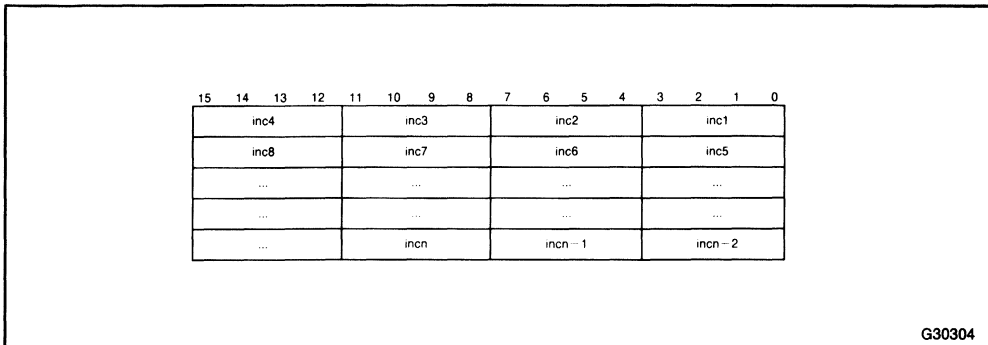 15 14 13 12 11 10 9 8 7 6 5 4 3 2 1 0
inc4 inc3 inc2 inc1
inc8 inc7 inc6 inc5
... ... ... ...
... ... ... ...
... incn incn − 1 incn − 2
G30304